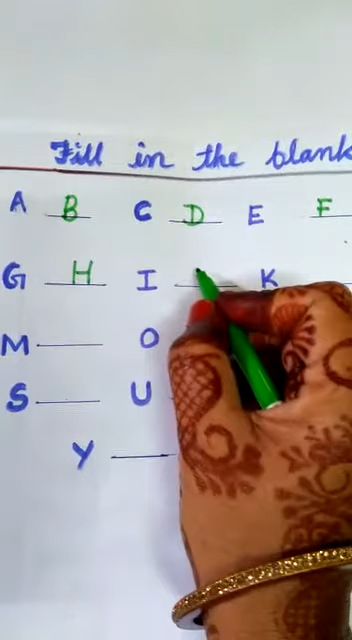 Fill in the blank
A B C D E F
G H I K
M O
S U
Y